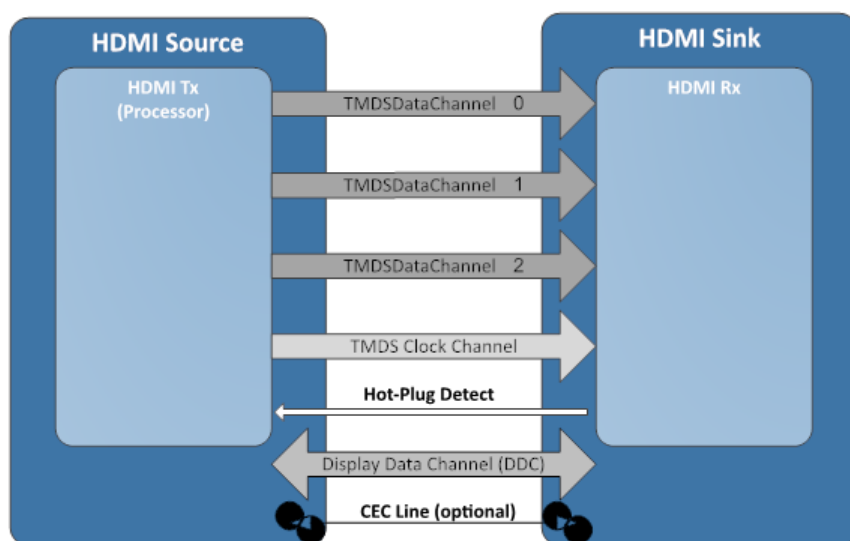 HDMI Source
HDMI Sink
HDMI Tx
(Processor)
HDMI Rx
TMDSDataChannel 0
TMDSDataChannel 1
TMDSDataChannel 2
TMDS Clock Channel
Hot-Plug Detect
Display Data Channel (DDC)
CEC Line (optional)